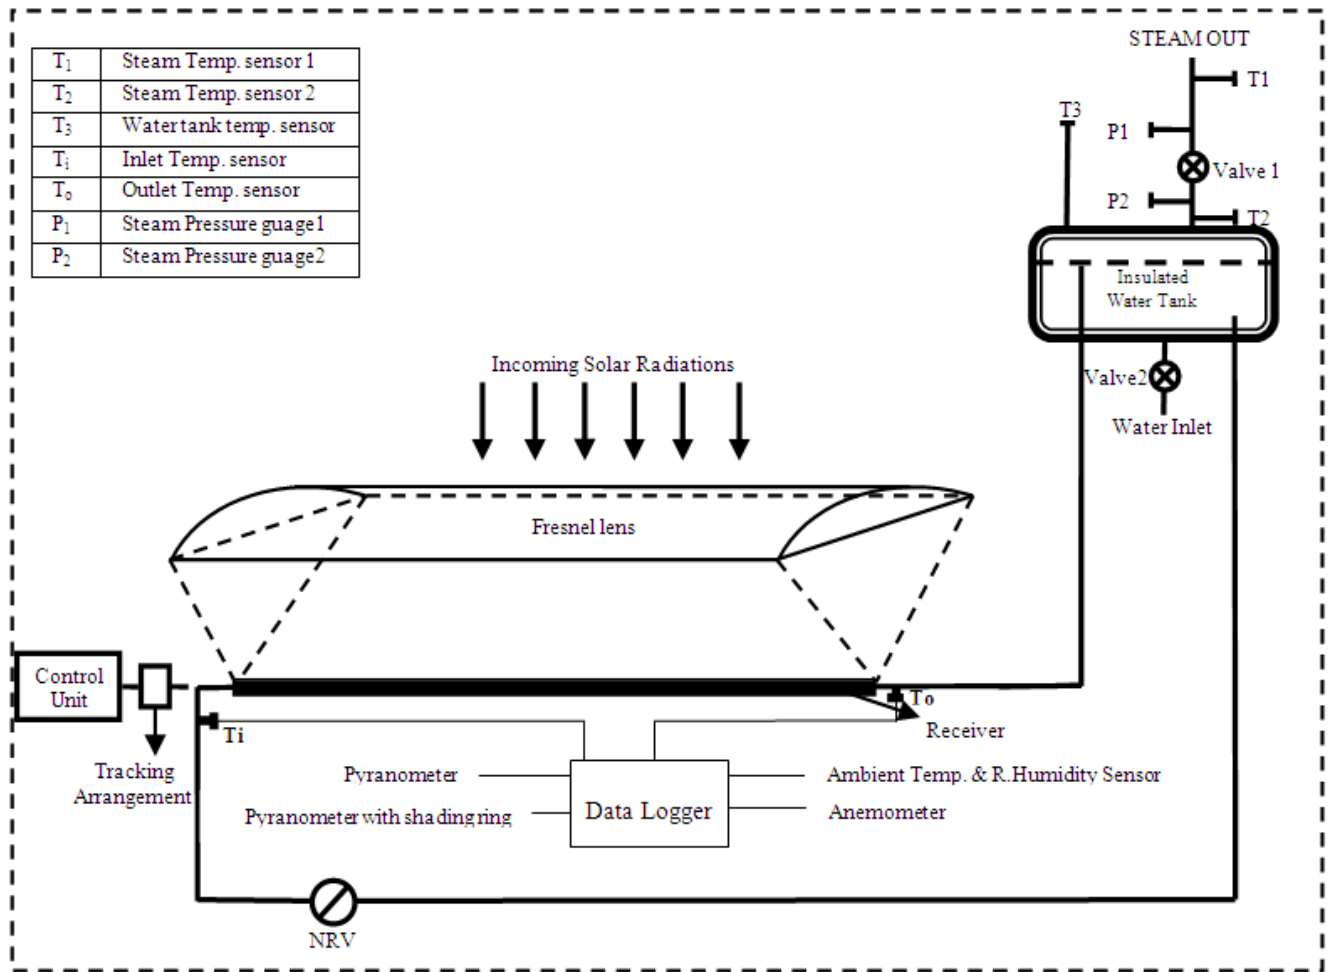 STEAM OUT
T₁ Steam Temp. sensor 1
T₂ Steam Temp. sensor 2
T₃ Water tank temp. sensor
Tᵢ Inlet Temp. sensor
Tₒ Outlet Temp. sensor
P₁ Steam Pressure guage1
P₂ Steam Pressure guage2
T1
T3
P1
Valve 1
P2
T2
Insulated
Water Tank
Incoming Solar Radiations
Valve2
Water Inlet
Fresnel lens
Control
Unit
To
Receiver
Ti
Tracking
Arrangement
Pyranometer
Ambient Temp. & R.Humidity Sensor
Data Logger
Pyranometer with shading ring
Anemometer
NRV